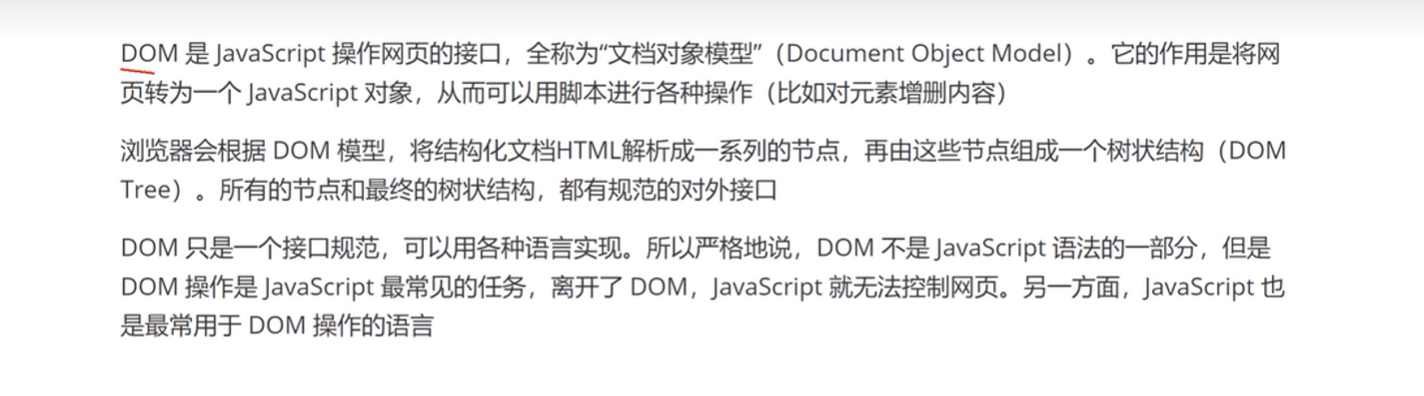 DOM 是 JavaScript 操作网页的接口，全称为“文档对象模型”（Document Object Model）。它的作用是将网
页转为一个 JavaScript 对象，从而可以用脚本进行各种操作（比如对元素增删内容）
浏览器会根据 DOM 模型，将结构化文档HTML解析成一系列的节点，再由这些节点组成一个树状结构（DOM
Tree）。所有的节点和最终的树状结构，都有规范的对外接口
DOM 只是一个接口规范，可以用各种语言实现。所以严格地说，DOM 不是 JavaScript 语法的一部分，但是
DOM 操作是 JavaScript 最常见的任务，离开了 DOM，JavaScript 就无法控制网页。另一方面，JavaScript 也
是最常用于 DOM 操作的语言